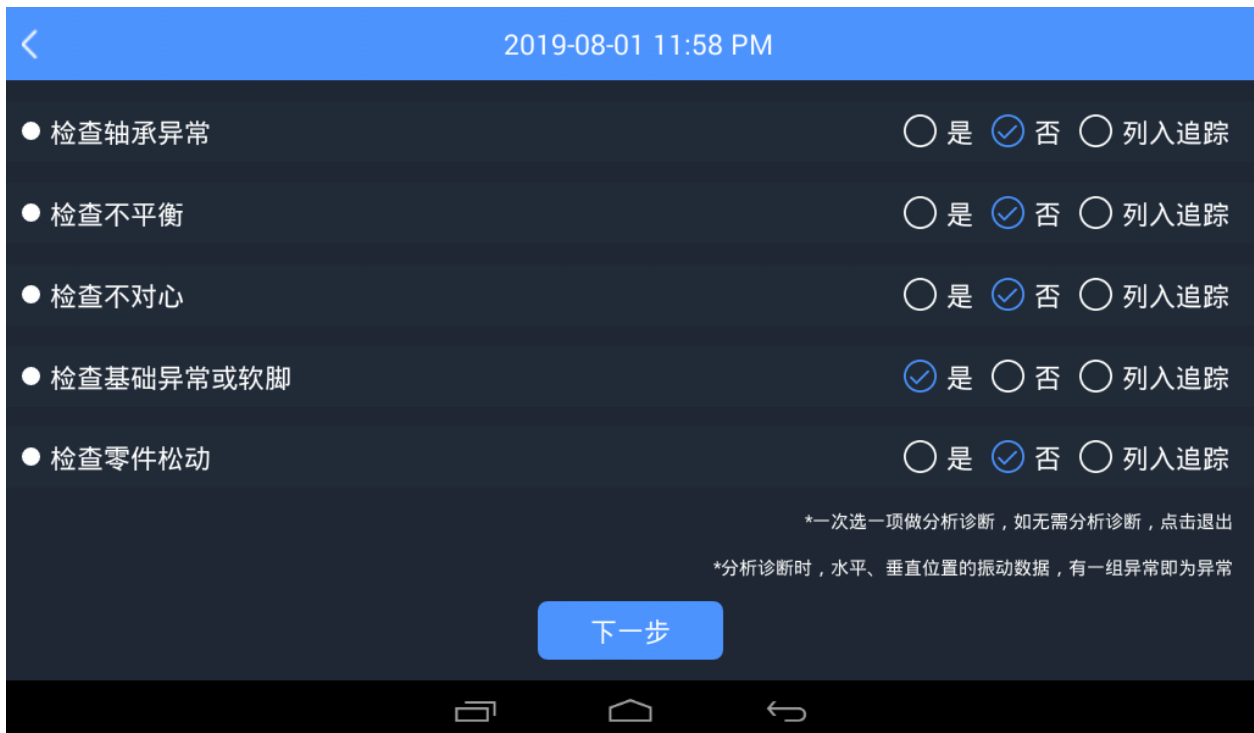 2019-08-01 11:58 PM
检查轴承异常 是 否 列入追踪
检查不平衡 是 否 列入追踪
检查不对心 是 否 列入追踪
检查基础异常或软脚 是 否 列入追踪
检查零件松动 是 否 列入追踪
*一次选一项做分析诊断，如无需分析诊断，点击退出
*分析诊断时，水平、垂直位置的振动数据，有一组异常即为异常
下一步